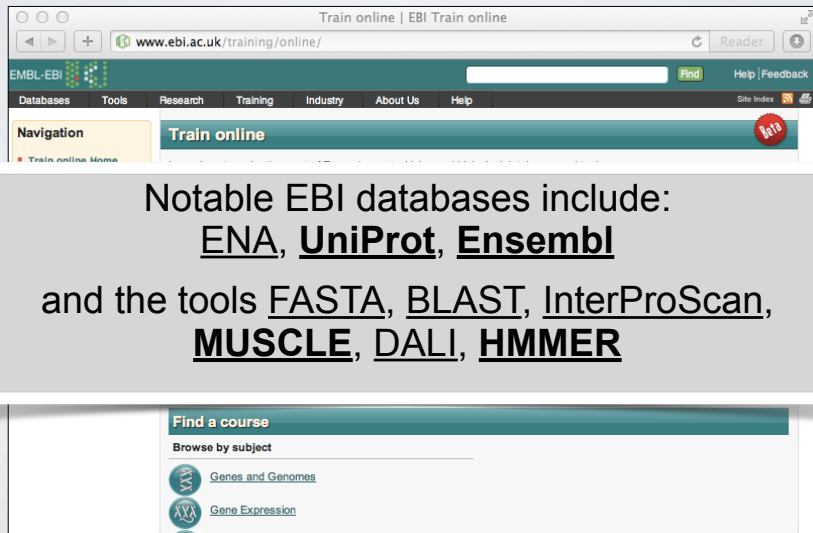 Train online | EBI Train online
www.ebi.ac.uk/training/online/
Reader
EMBL-EBI
Find
Help | Feedback
Databases Tools Research Training Industry About Us Help
Site Index
Navigation
Train online
Beta
Train online Home
Notable EBI databases include:
ENA, UniProt, Ensembl
and the tools FASTA, BLAST, InterProScan,
MUSCLE, DALI, HMMER
Find a course
Browse by subject
Genes and Genomes
Gene Expression